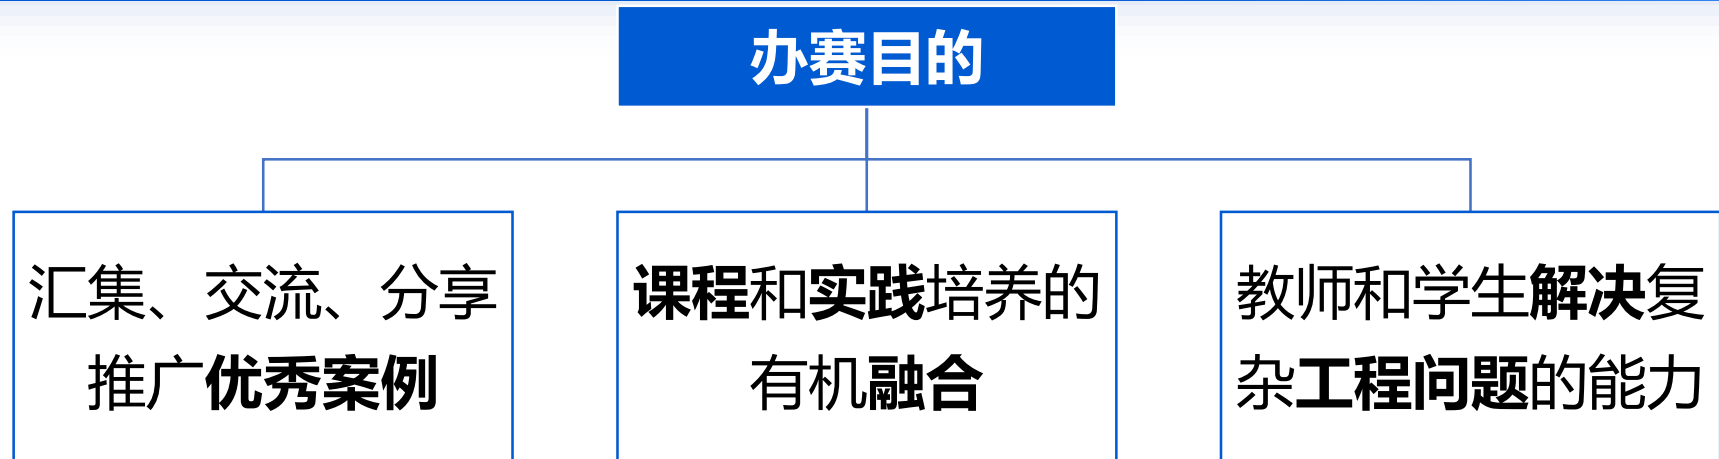 办赛目的
汇集、交流、分享
推广优秀案例
课程和实践培养的
有机融合
教师和学生解决复
杂工程问题的能力